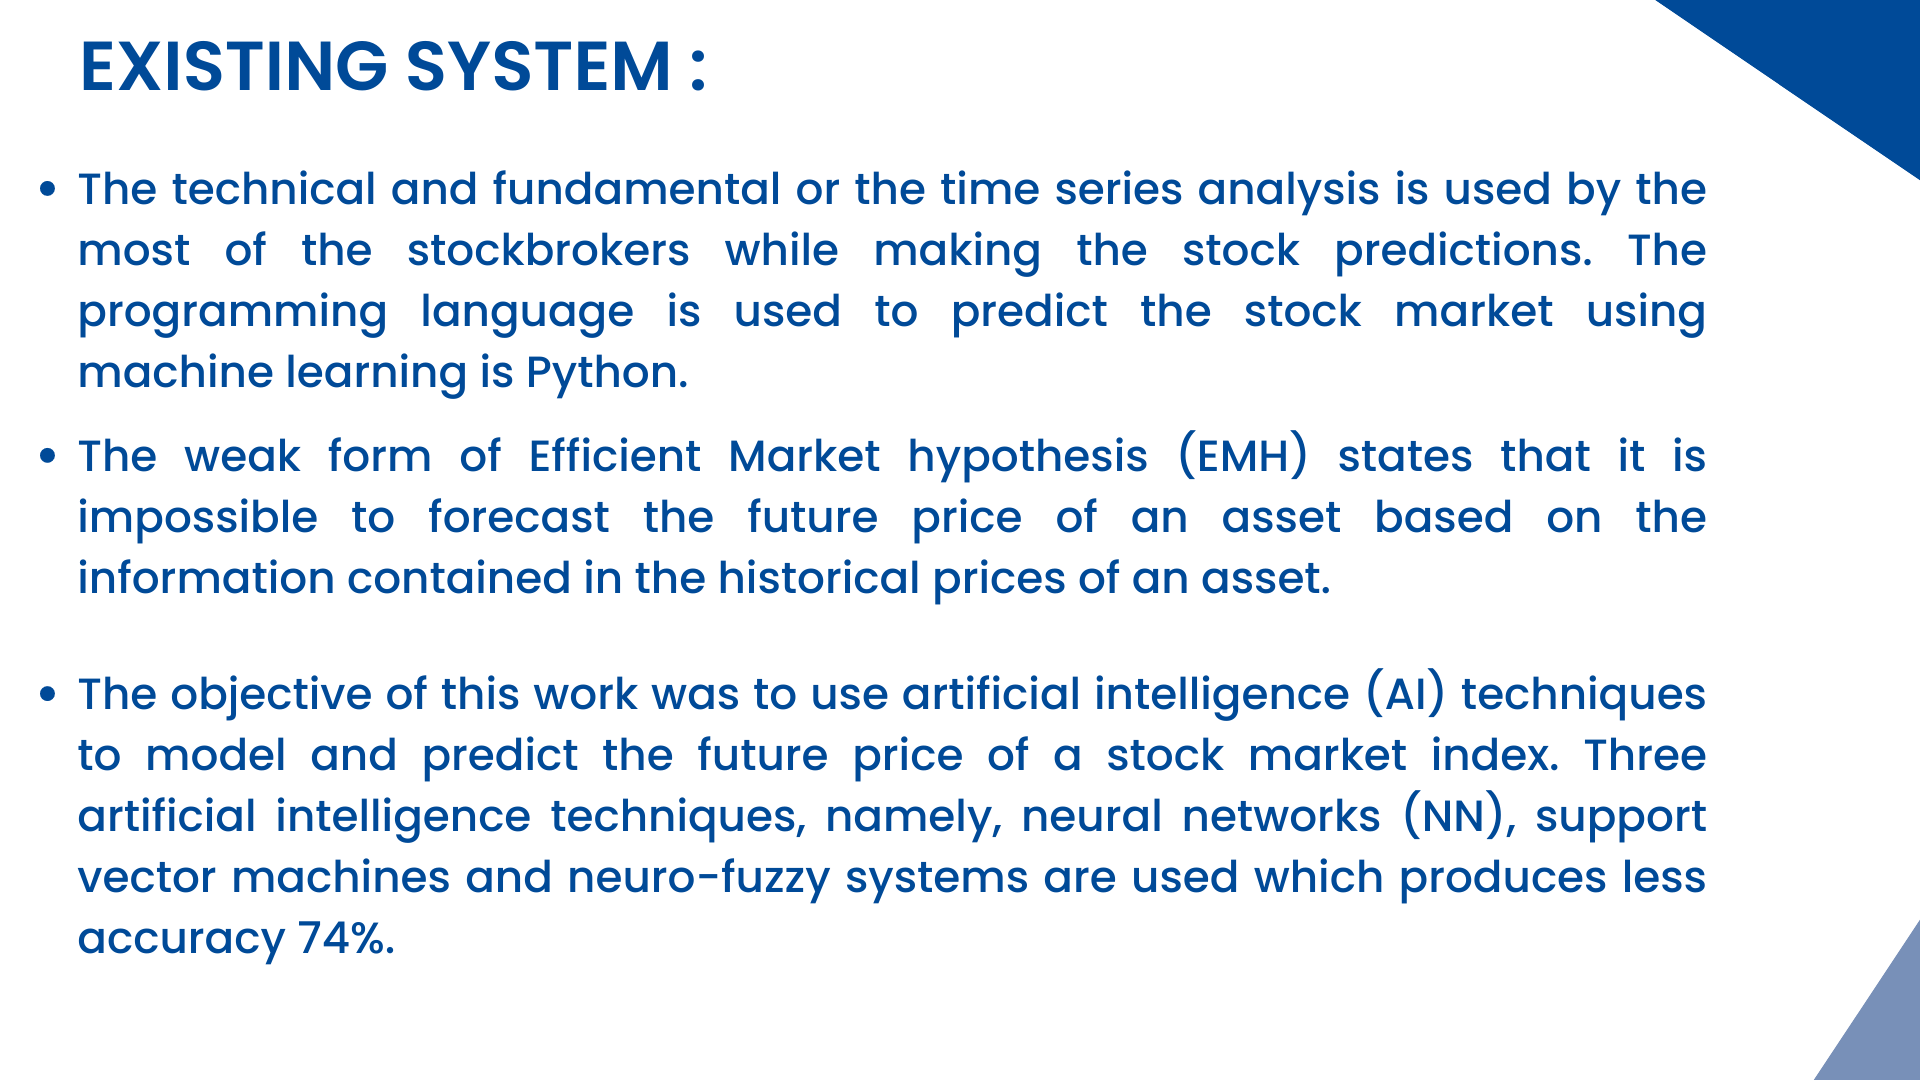 EXISTING SYSTEM :
• The technical and fundamental or the time series analysis is used by the
most of the stockbrokers while making the stock predictions. The
programming language is used to predict the stock market using
machine learning is Python.
• The weak form of Efficient Market hypothesis (EMH) states that it is
impossible to forecast the future price of an asset based on the
information contained in the historical prices of an asset.
• The objective of this work was to use artificial intelligence (AI) techniques
to model and predict the future price of a stock market index. Three
artificial intelligence techniques, namely, neural networks (NN), support
vector machines and neuro-fuzzy systems are used which produces less
accuracy 74%.